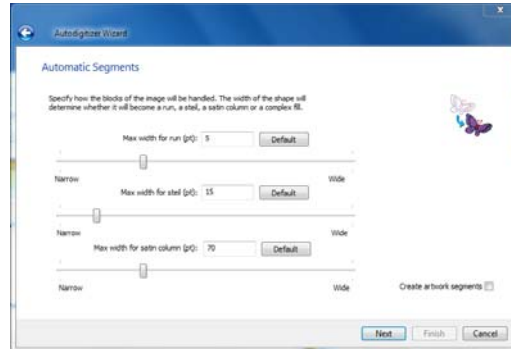 Autodigitizer Wizard
Automatic Segments
Specify how the blocks of the image will be handled. The width of the shape will
determine whether it will become a run, a steil, a satin column or a complex fill.
Max width for run (pt): 5 Default
Narrow Wide
Max width for steil (pt): 15 Default
Narrow Wide
Max width for satin column (pt): 70 Default
Narrow Wide
Create artwork segments
Next Finish Cancel